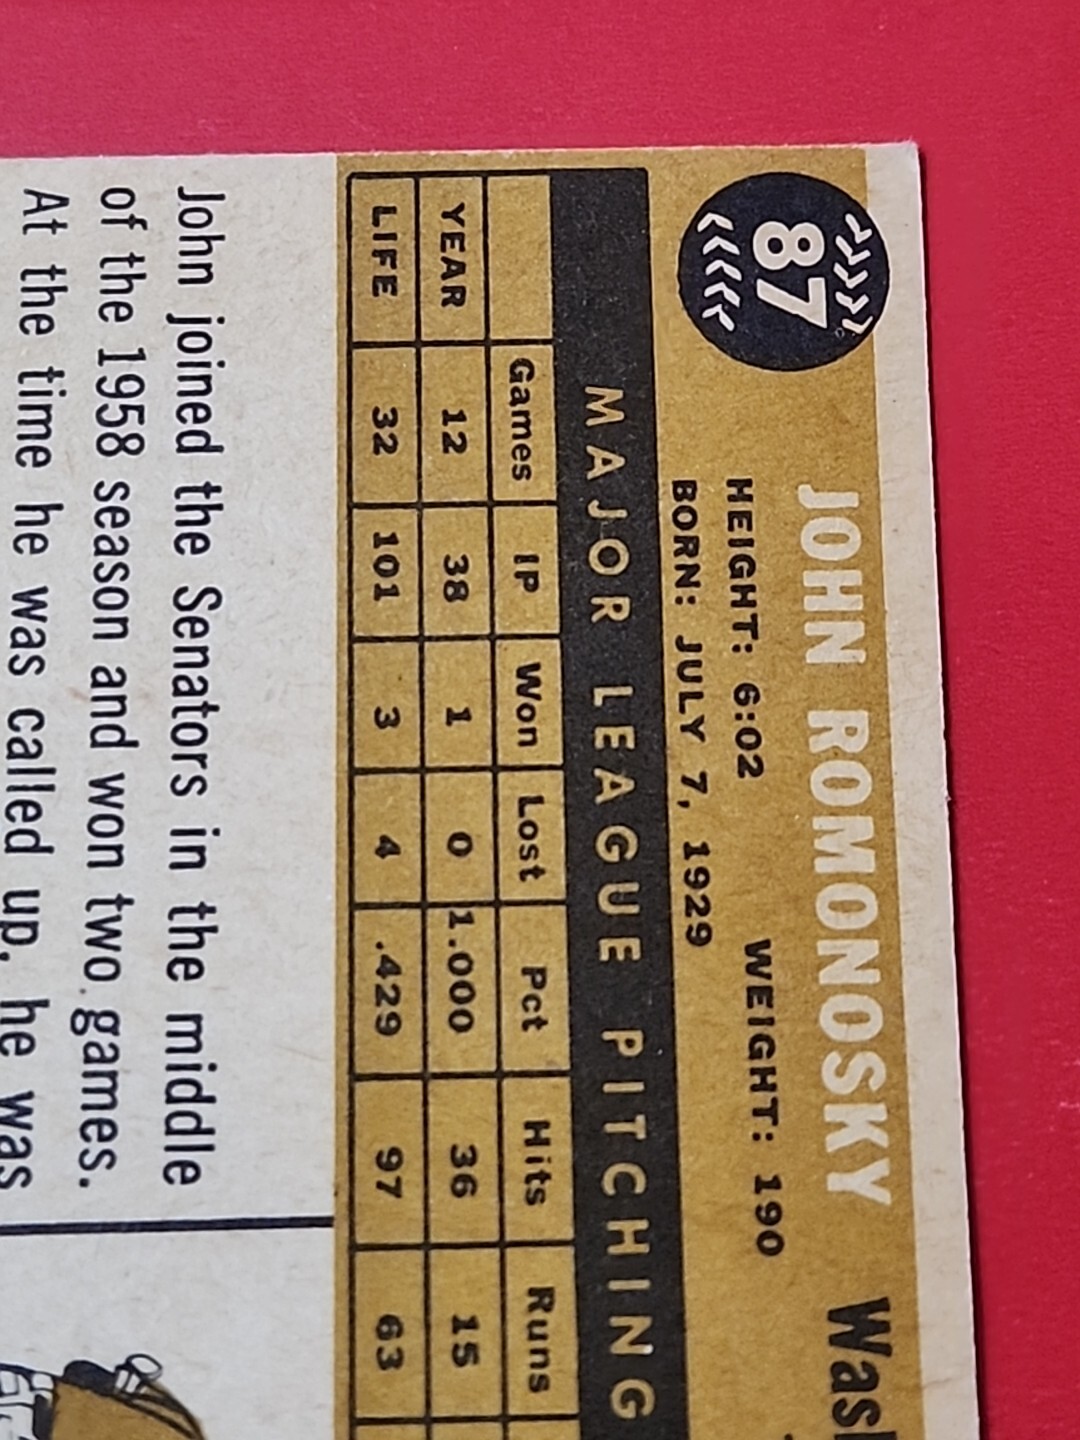 87
JOHN ROMONOSKY
HEIGHT: 6:02 WEIGHT: 190
BORN: JULY 7, 1929
MAJOR LEAGUE PITCHING
Games IP Won Lost Pct Hits Runs
YEAR 12 38 1 0 1.000 36 15
LIFE 32 101 3 4 .429 97 63
John joined the Senators in the middle
of the 1958 season and won two games.
At the time he was called up, he was